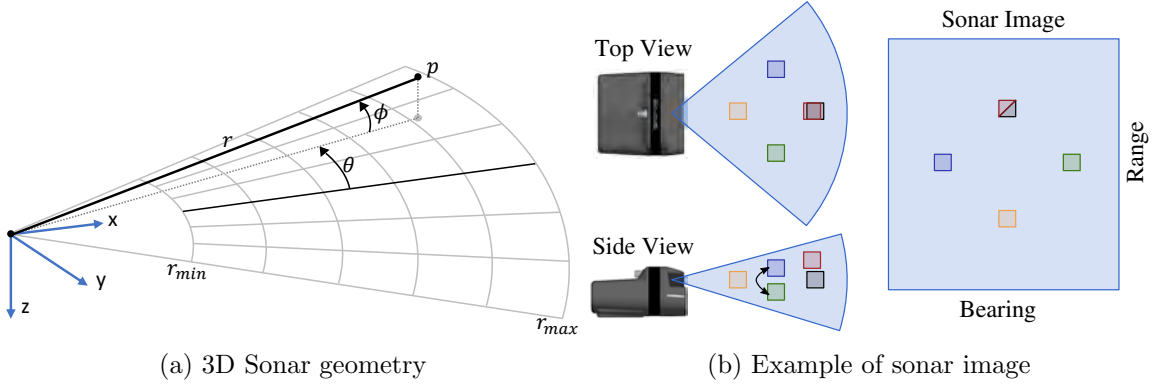 p
ϕ
r
θ
x
y
z
r_min
r_max
(a) 3D Sonar geometry
Top View
Side View
Sonar Image
Range
Bearing
(b) Example of sonar image